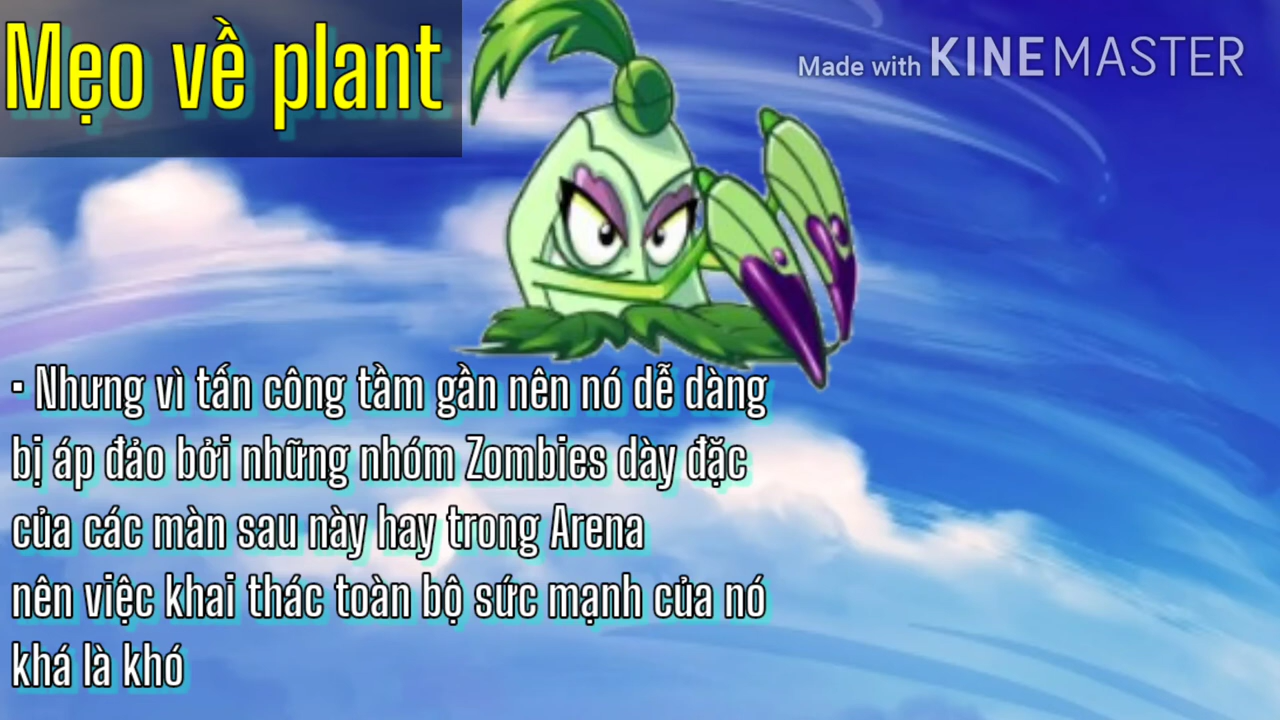 Mẹo về plant
Made with KINEMASTER
· Nhưng vì tấn công tầm gần nên nó dễ dàng
bị áp đảo bởi những nhóm Zombies dày đặc
của các màn sau này hay trong Arena
nên việc khai thác toàn bộ sức mạnh của nó
khá là khó